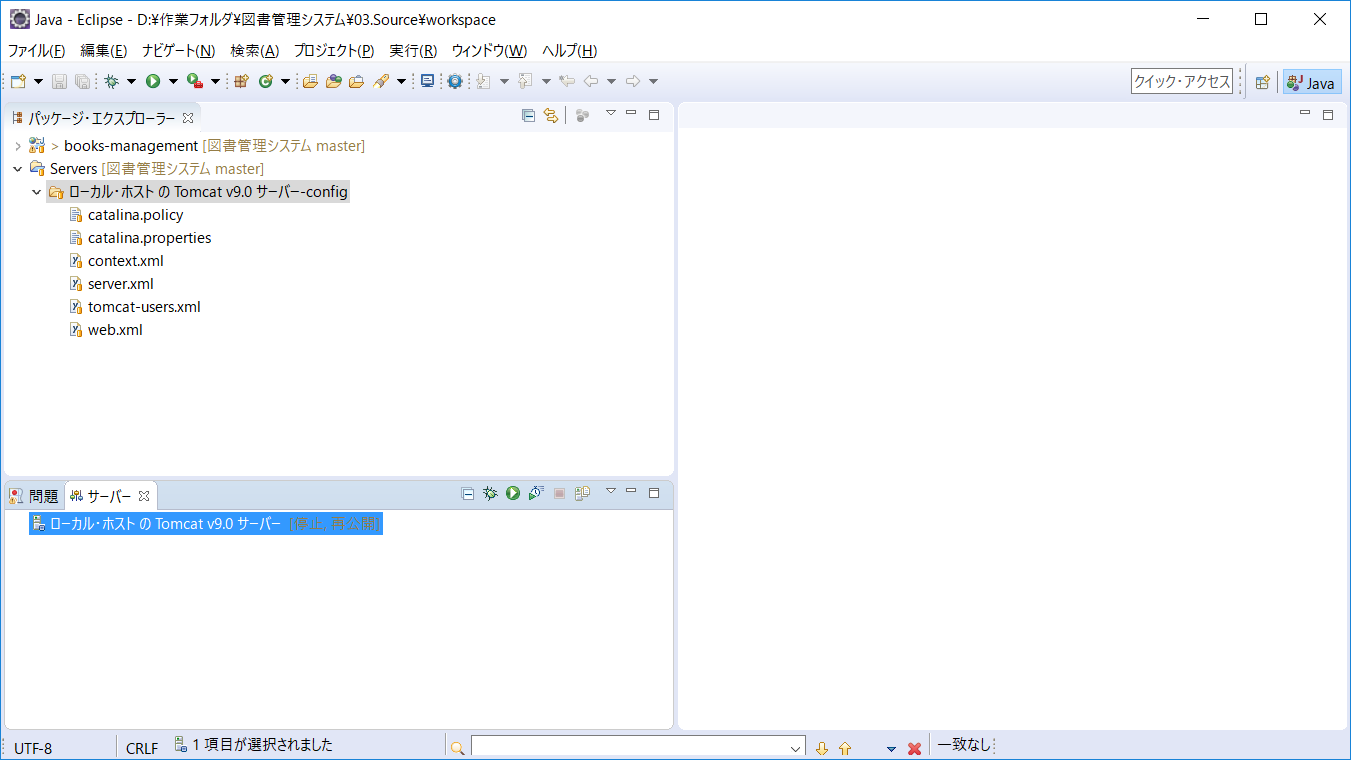 Java - Eclipse - D:¥作業フォルダ¥図書管理システム¥03.Source¥workspace
ファイル(F) 編集(E) ナビゲート(N) 検索(A) プロジェクト(P) 実行(R) ウィンドウ(W) ヘルプ(H)
クイック・アクセス Java
パッケージ・エクスプローラー
> books-management [図書管理システム master]
Servers [図書管理システム master]
ローカル・ホスト の Tomcat v9.0 サーバー-config
catalina.policy
catalina.properties
context.xml
server.xml
tomcat-users.xml
web.xml
問題 サーバー
ローカル・ホスト の Tomcat v9.0 サーバー [停止, 再公開]
UTF-8 CRLF 1 項目が選択されました 一致なし